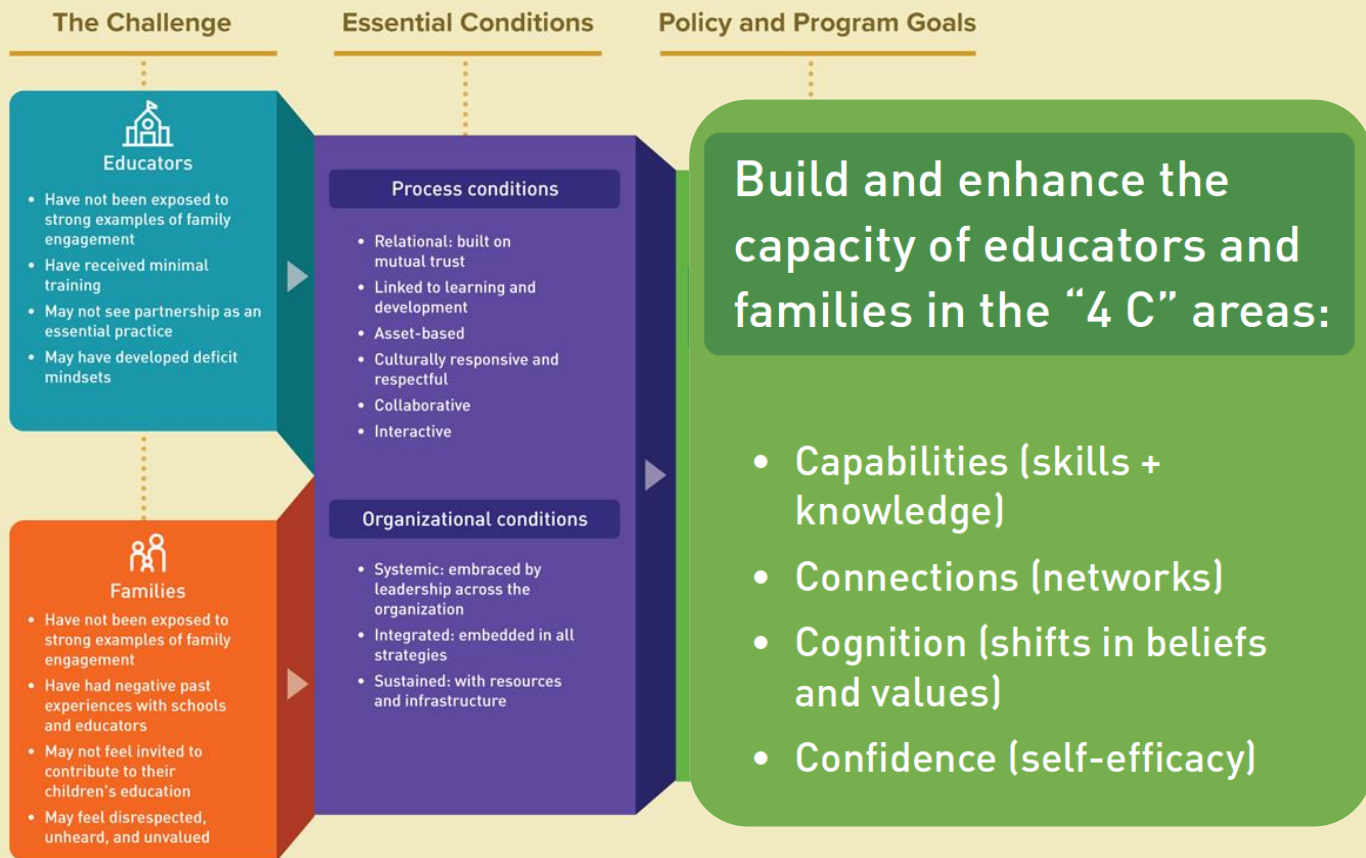 The Challenge
Essential Conditions
Policy and Program Goals
Educators
• Have not been exposed to
strong examples of family
engagement
• Have received minimal
training
• May not see partnership as an
essential practice
• May have developed deficit
mindsets
Families
• Have not been exposed to
strong examples of family
engagement
• Have had negative past
experiences with schools
and educators
• May not feel invited to
contribute to their
children's education
• May feel disrespected,
unheard, and unvalued
Process conditions
• Relational: built on
mutual trust
• Linked to learning and
development
• Asset-based
• Culturally responsive and
respectful
• Collaborative
• Interactive
Organizational conditions
• Systemic: embraced by
leadership across the
organization
• Integrated: embedded in all
strategies
• Sustained: with resources
and infrastructure
Build and enhance the
capacity of educators and
families in the “4 C” areas:
• Capabilities (skills +
knowledge)
• Connections (networks)
• Cognition (shifts in beliefs
and values)
• Confidence (self-efficacy)